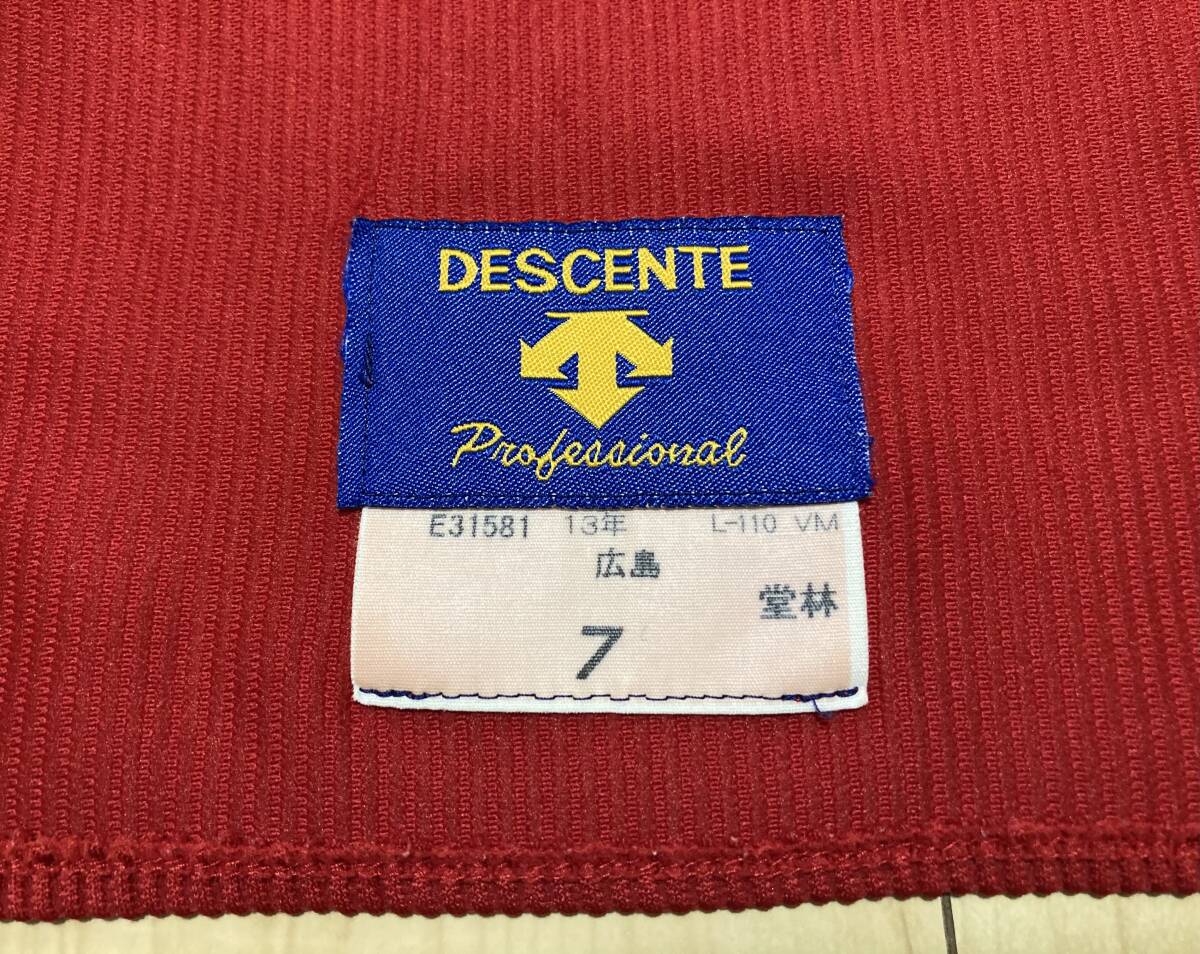 DESCENTE
Professional
E31581 13年 L-110 VM
広島
堂林
7